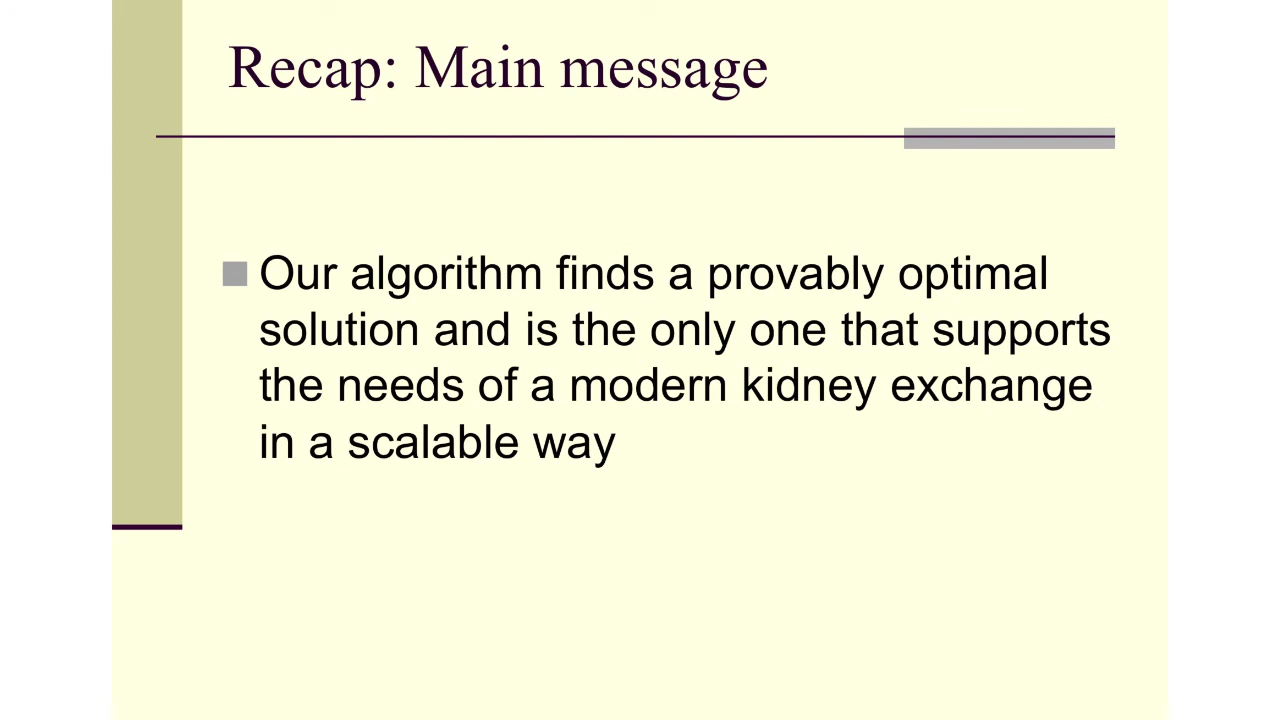 Recap: Main message
Our algorithm finds a provably optimal
solution and is the only one that supports
the needs of a modern kidney exchange
in a scalable way